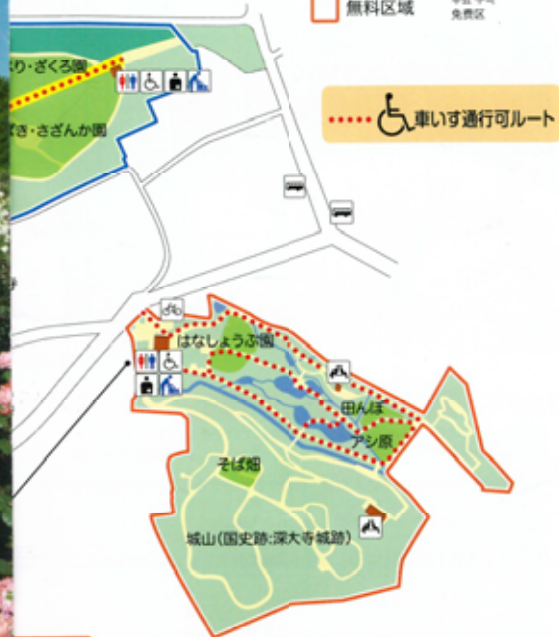 無料区域
免费区
車いす通行可ルート
り・ざくろ園
き・さざんか園
はなしょうぶ園
田んぼ
アシ原
そば畑
城山(国史跡:深大寺城跡)